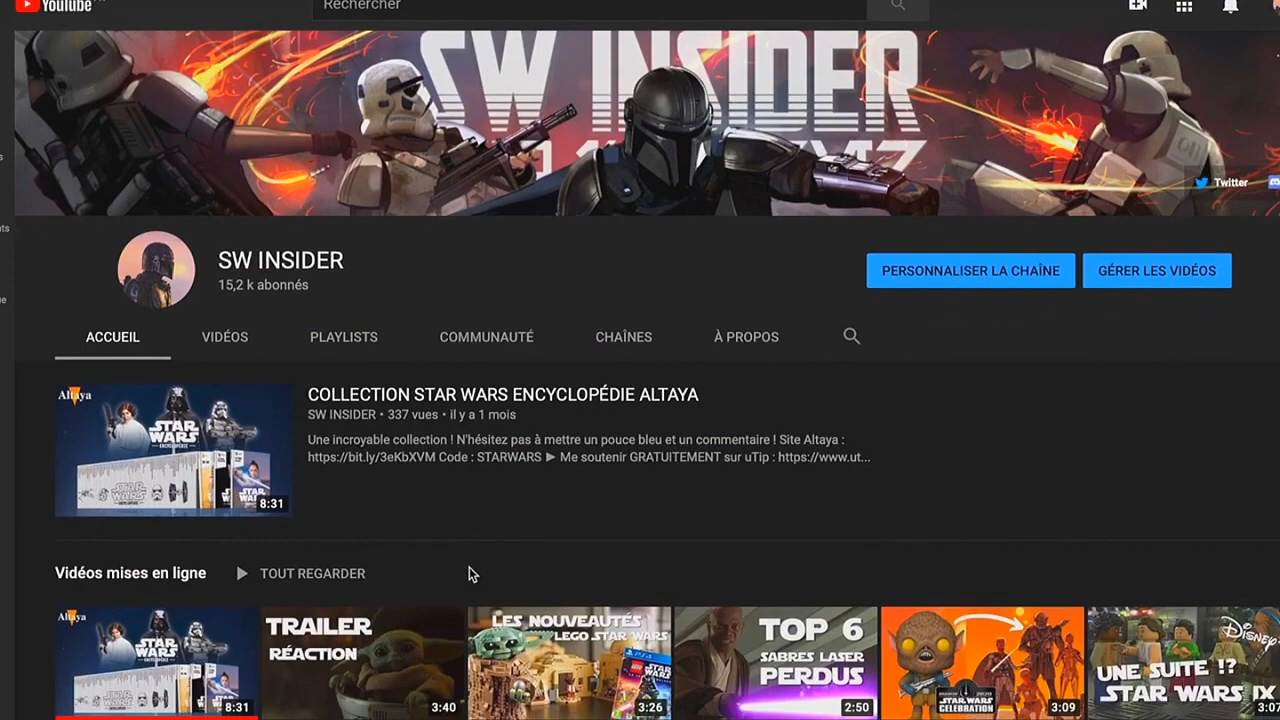 YouTube
Rechercher
SW INSIDER
Twitter
SW INSIDER
15,2 k abonnés
PERSONNALISER LA CHAÎNE
GÉRER LES VIDÉOS
ACCUEIL
VIDÉOS
PLAYLISTS
COMMUNAUTÉ
CHAÎNES
À PROPOS
Altaya
STAR WARS
ENCYCLOPÉDIE
8:31
COLLECTION STAR WARS ENCYCLOPÉDIE ALTAYA
SW INSIDER • 337 vues • il y a 1 mois
Une incroyable collection ! N'hésitez pas à mettre un pouce bleu et un commentaire ! Site Altaya :
https://bit.ly/3eKbXVM Code : STARWARS ► Me soutenir GRATUITEMENT sur uTip : https://www.ut...
Vidéos mises en ligne
TOUT REGARDER
Altaya
STAR WARS
8:31
TRAILER
RÉACTION
3:40
LES NOUVEAUTÉS
LEGO STAR WARS
3:26
TOP 6
SABRES LASER
PERDUS
2:50
STAR WARS
CELEBRATION
3:09
DISNEY
UNE SUITE !?
STAR WARS IX
3:07